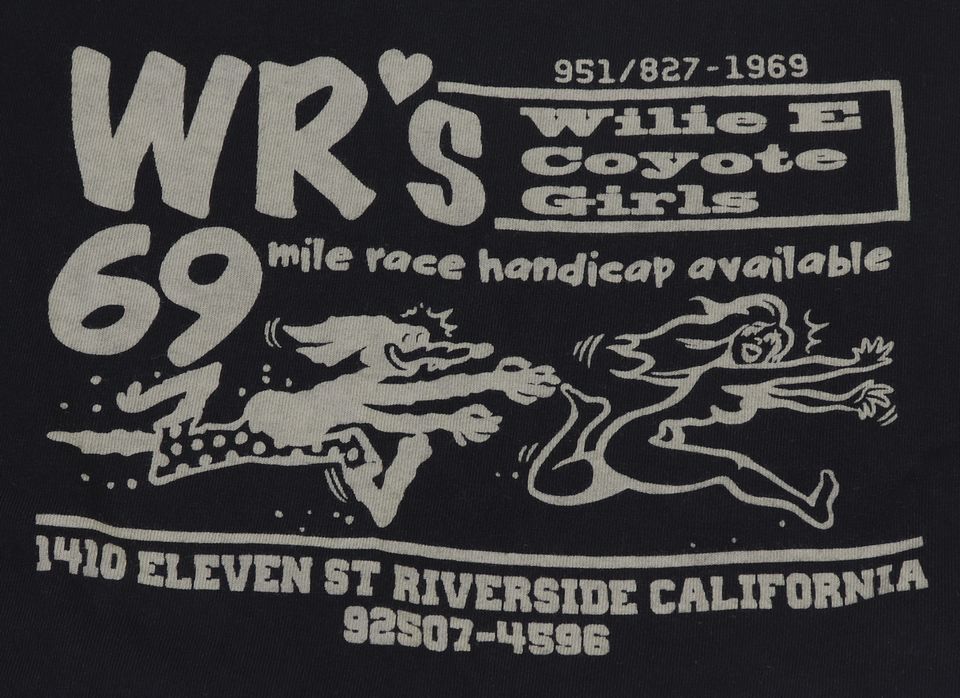 WR's
951/827-1969
Wilie E
Coyote
Girls
69 mile race handicap available
1410 ELEVEN ST RIVERSIDE CALIFORNIA
92507-4596